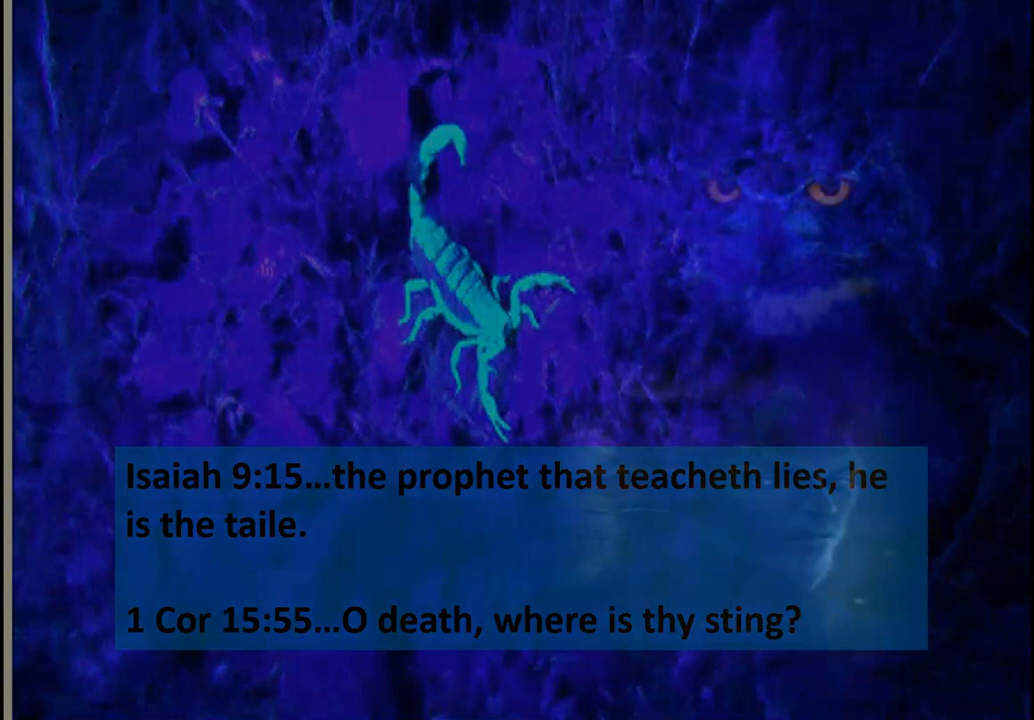 Isaiah 9:15...the prophet that teacheth lies, he
is the taile.
1 Cor 15:55...O death, where is thy sting?